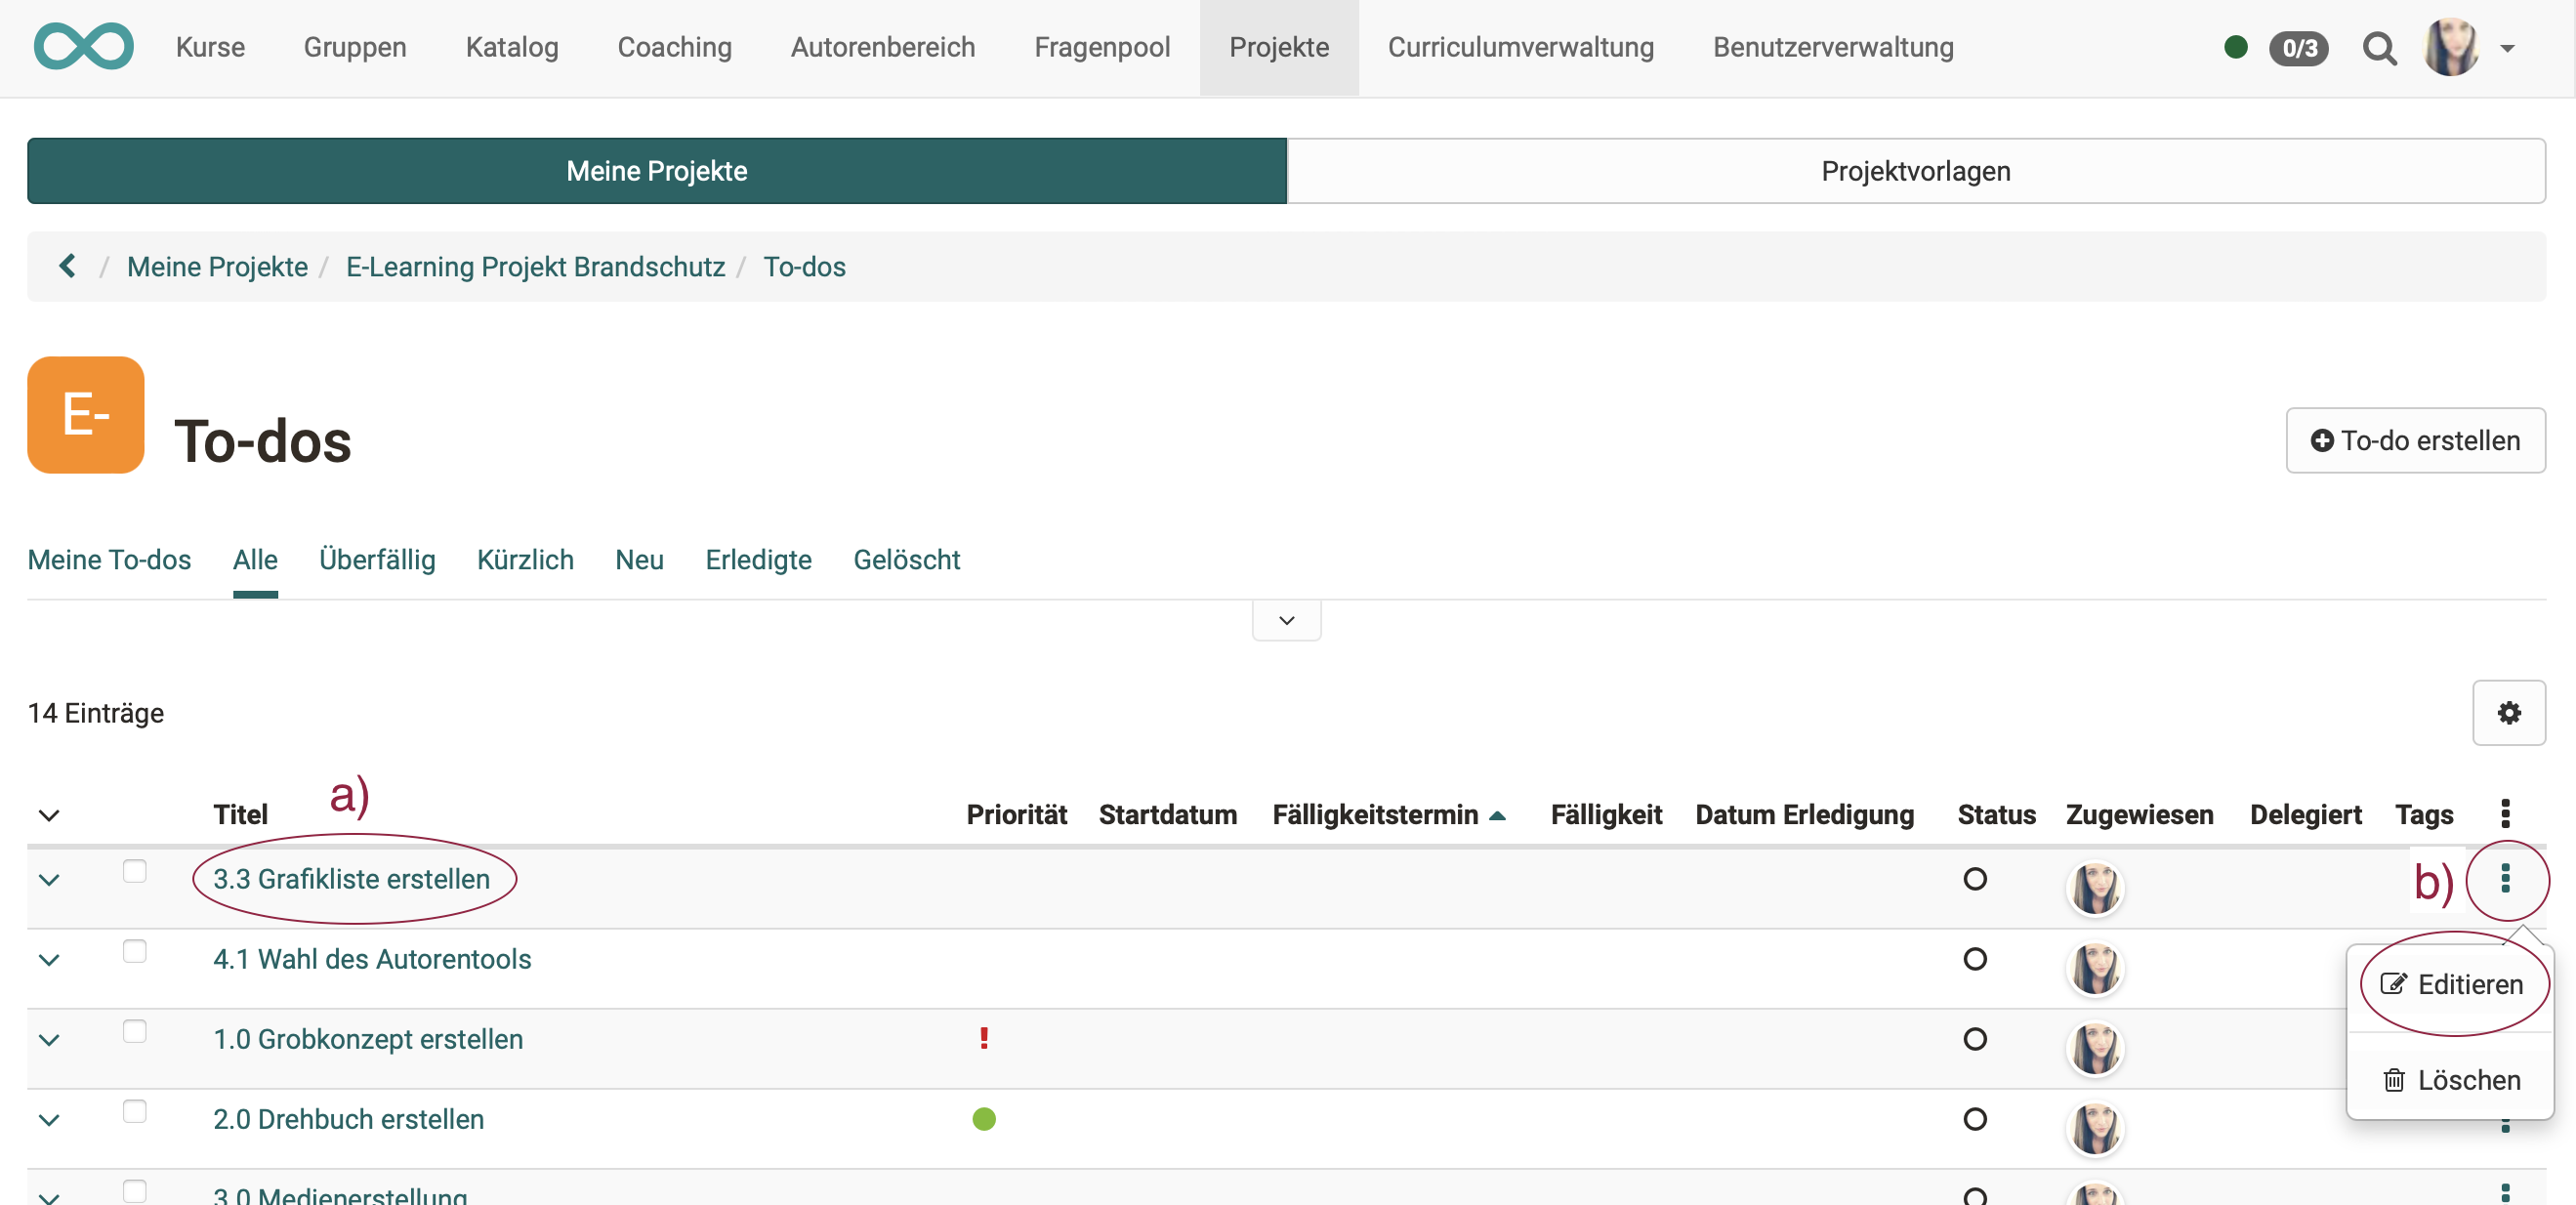 Kurse Gruppen Katalog Coaching Autorenbereich Fragenpool Projekte Curriculumverwaltung Benutzerverwaltung 0/3
Meine Projekte Projektvorlagen
/ Meine Projekte / E-Learning Projekt Brandschutz / To-dos
E- To-dos To-do erstellen
Meine To-dos Alle Überfällig Kürzlich Neu Erledigte Gelöscht
14 Einträge
a)
Titel Priorität Startdatum Fälligkeitstermin Fälligkeit Datum Erledigung Status Zugewiesen Delegiert Tags
3.3 Grafikliste erstellen b)
4.1 Wahl des Autorentools
Editieren
1.0 Grobkonzept erstellen !
Löschen
2.0 Drehbuch erstellen
3.0 Medienerstellung